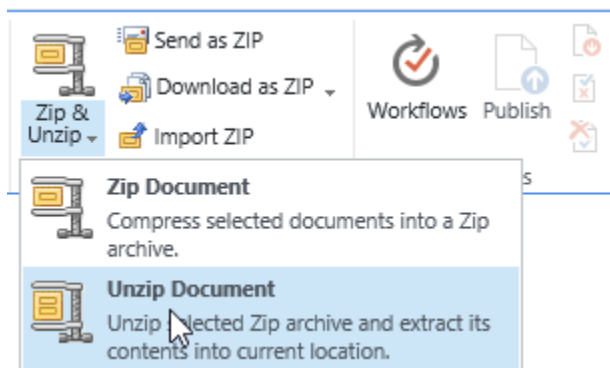 Send as ZIP
Download as ZIP
Import ZIP
Zip &
Unzip
Workflows
Publish
Zip Document
Compress selected documents into a Zip
archive.
Unzip Document
Unzip selected Zip archive and extract its
contents into current location.